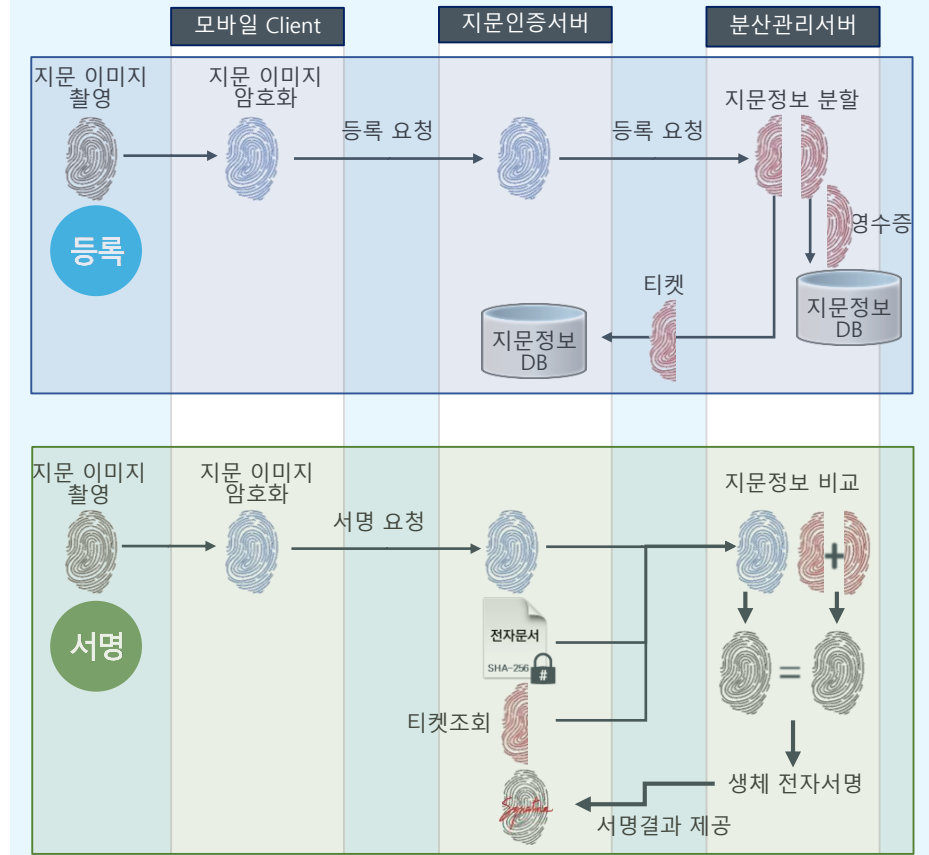 모바일 Client
지문인증서버
분산관리서버
지문 이미지
촬영
지문 이미지
암호화
등록 요청
등록 요청
지문정보 분할
등록
영수증
티켓
지문정보
DB
지문정보
DB
지문 이미지
촬영
지문 이미지
암호화
서명 요청
지문정보 비교
+
서명
전자문서
SHA-256
#
=
티켓조회
생체 전자서명
Signature
서명결과 제공